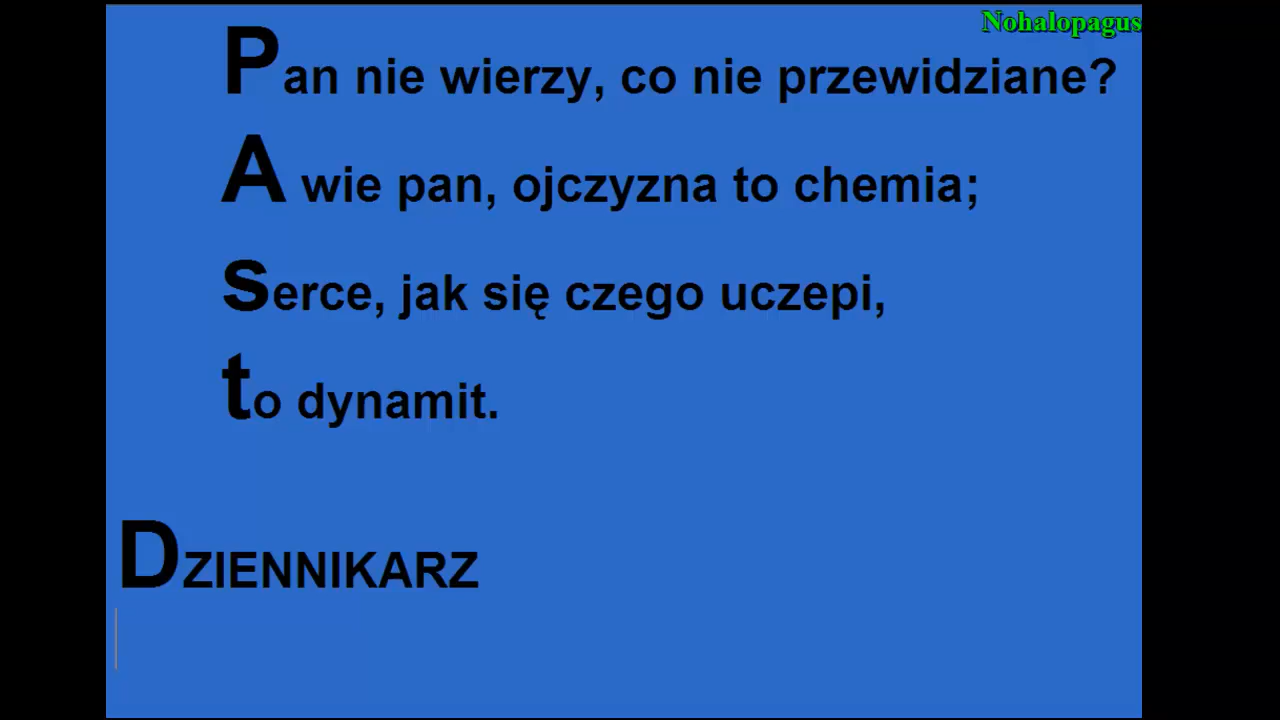 Nohalopagus
Pan nie wierzy, co nie przewidziane?
A wie pan, ojczyzna to chemia;
serce, jak się czego uczepi,
to dynamit.
DZIENNIKARZ